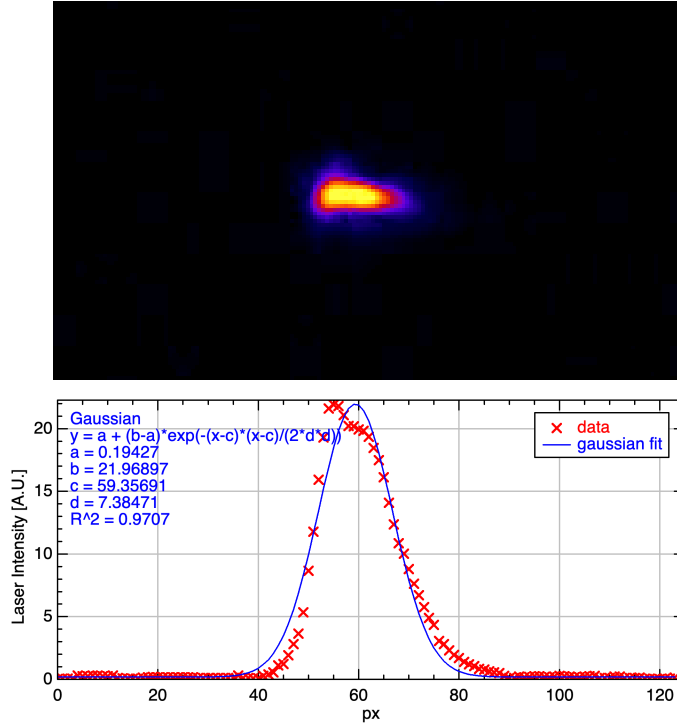 Gaussian
y = a + (b-a)*exp(-(x-c)*(x-c)/(2*d*d))
a = 0.19427
b = 21.96897
c = 59.35691
d = 7.38471
R^2 = 0.9707
data
gaussian fit
20
15
10
5
0
Laser Intensity [A.U.]
0 20 40 60 80 100 120
px